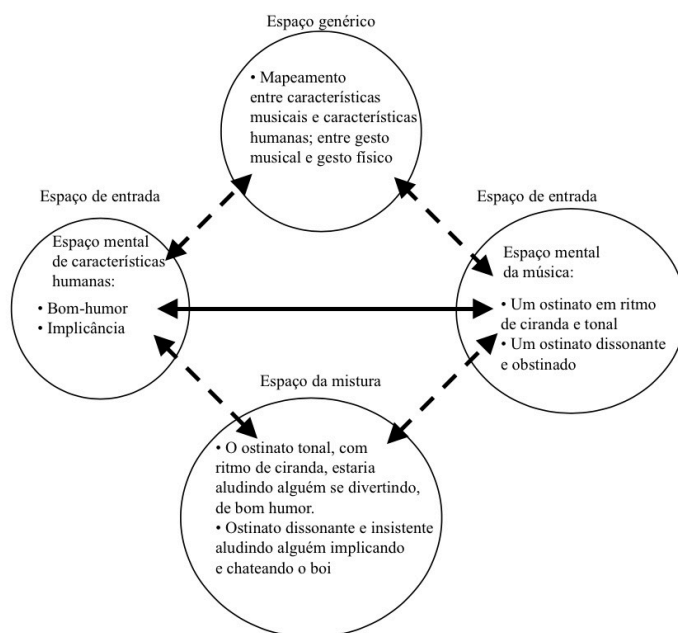 Espaço genérico
• Mapeamento
entre características
musicais e características
humanas; entre gesto
musical e gesto físico
Espaço de entrada
Espaço mental
de características
humanas:
• Bom-humor
• Implicância
Espaço de entrada
Espaço mental
da música:
• Um ostinato em ritmo
de ciranda e tonal
• Um ostinato dissonante
e obstinado
Espaço da mistura
• O ostinato tonal, com
ritmo de ciranda, estaria
aludindo alguém se divertindo,
de bom humor.
• Ostinato dissonante e insistente
aludindo alguém implicando
e chateando o boi